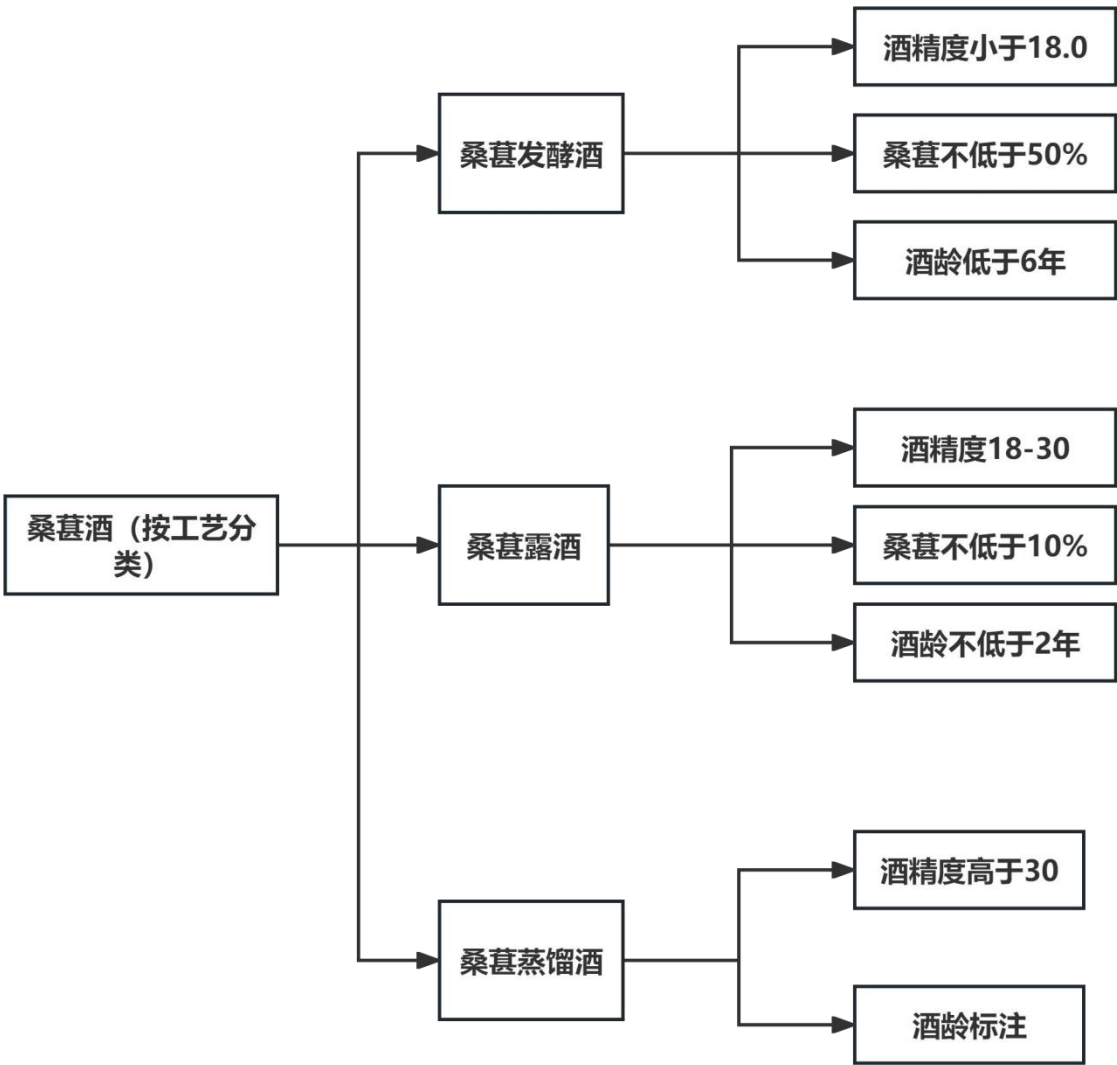 桑葚酒（按工艺分
类）
桑葚发酵酒
酒精度小于18.0
桑葚不低于50%
酒龄低于6年
桑葚露酒
酒精度18-30
桑葚不低于10%
酒龄不低于2年
桑葚蒸馏酒
酒精度高于30
酒龄标注